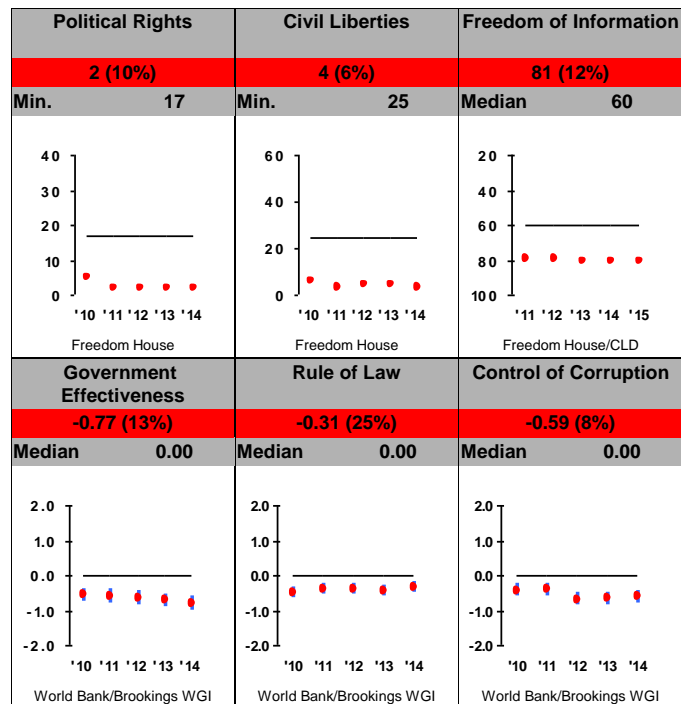 Political Rights
Civil Liberties
Freedom of Information
2 (10%)
4 (6%)
81 (12%)
Min. 17
Min. 25
Median 60
40
30
20
10
0
'10 '11 '12 '13 '14
Freedom House
60
40
20
0
'10 '11 '12 '13 '14
Freedom House
20
40
60
80
100
'11 '12 '13 '14 '15
Freedom House/CLD
Government
Effectiveness
Rule of Law
Control of Corruption
-0.77 (13%)
-0.31 (25%)
-0.59 (8%)
Median 0.00
Median 0.00
Median 0.00
2.0
1.0
0.0
-1.0
-2.0
'10 '11 '12 '13 '14
World Bank/Brookings WGI
2.0
1.0
0.0
-1.0
-2.0
'10 '11 '12 '13 '14
World Bank/Brookings WGI
2.0
1.0
0.0
-1.0
-2.0
'10 '11 '12 '13 '14
World Bank/Brookings WGI